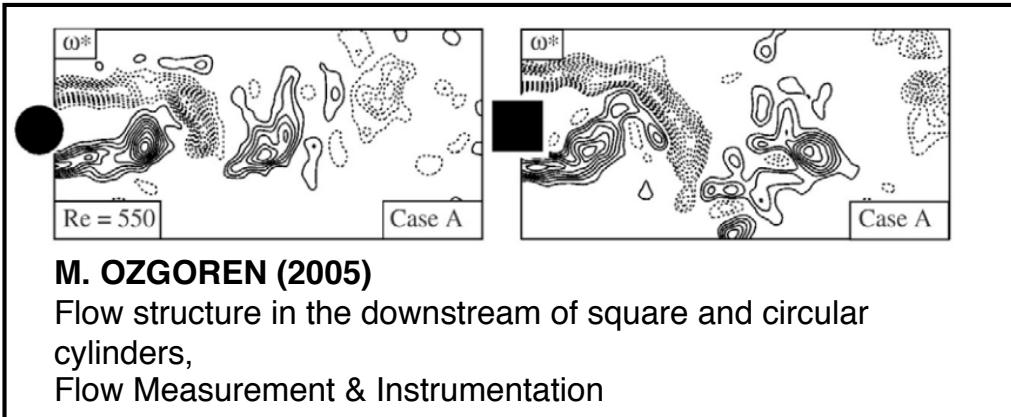 ω* ω*
Re = 550 Case A Case A
M. OZGOREN (2005)
Flow structure in the downstream of square and circular
cylinders,
Flow Measurement & Instrumentation